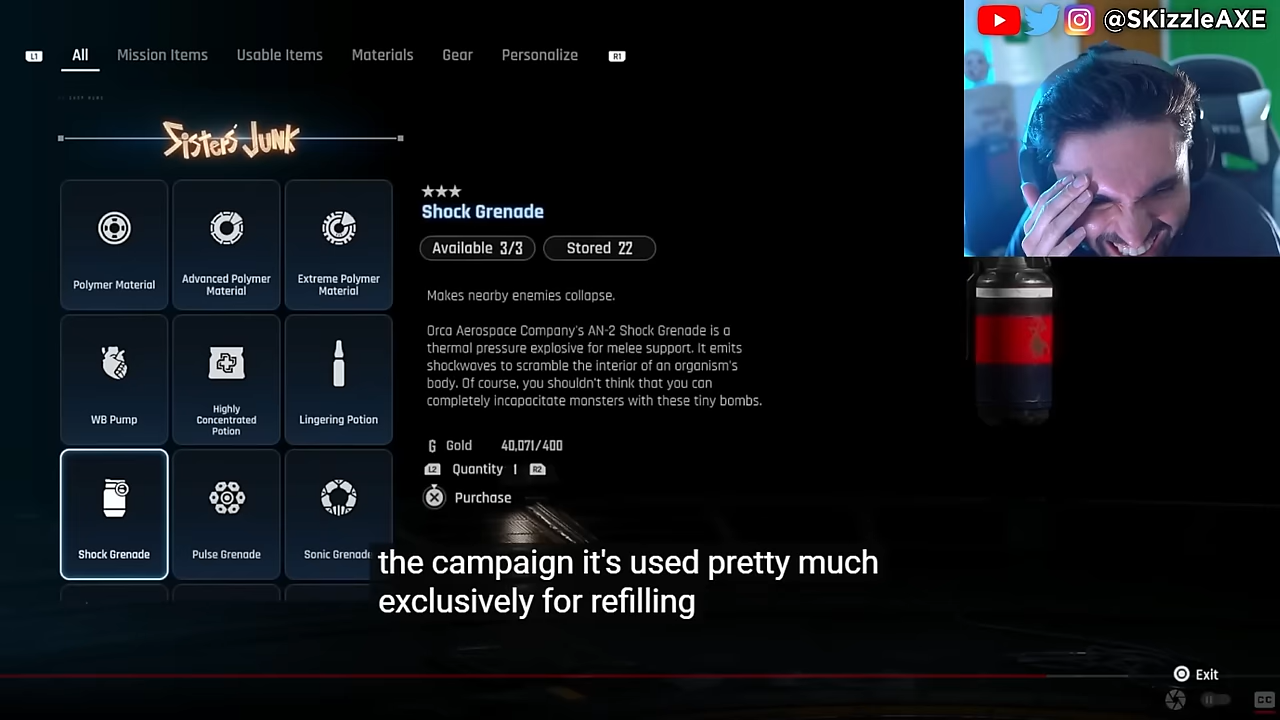 @SKizzleAXE
L1 All Mission Items Usable Items Materials Gear Personalize R1
Sisters' Junk
Polymer Material
Advanced Polymer
Material
Extreme Polymer
Material
WB Pump
Highly
Concentrated
Potion
Lingering Potion
Shock Grenade
Pulse Grenade
Sonic Grenade
Shock Grenade
Available 3/3 Stored 22
Makes nearby enemies collapse.
Orca Aerospace Company's AN-2 Shock Grenade is a
thermal pressure explosive for melee support. It emits
shockwaves to scramble the interior of an organism's
body. Of course, you shouldn't think that you can
completely incapacitate monsters with these tiny bombs.
G Gold 40,071/400
L2 Quantity 1 R2
Purchase
the campaign it's used pretty much
exclusively for refilling
Exit
CC